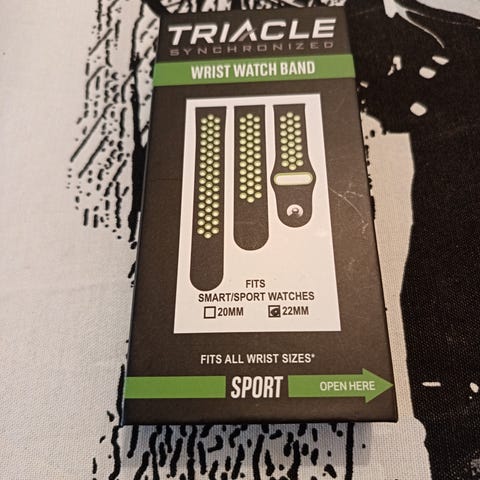 TRIACLE
SYNCHRONIZED
WRIST WATCH BAND
FITS
SMART/SPORT WATCHES
20MM 22MM
FITS ALL WRIST SIZES*
SPORT
OPEN HERE